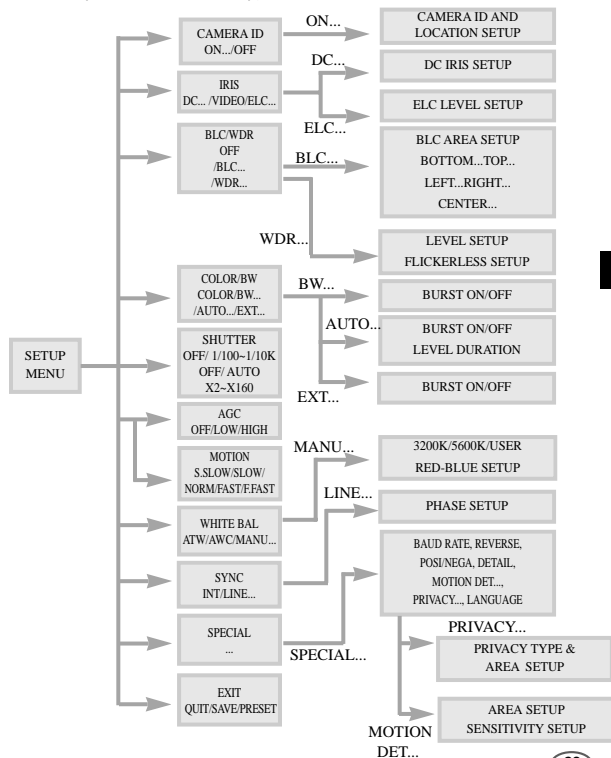 SETUP
MENU
CAMERA ID
ON.../OFF
ON...
CAMERA ID AND
LOCATION SETUP
IRIS
DC... /VIDEO/ELC...
DC...
DC IRIS SETUP
ELC...
ELC LEVEL SETUP
BLC/WDR
OFF
/BLC...
/WDR...
BLC...
BLC AREA SETUP
BOTTOM...TOP...
LEFT...RIGHT...
CENTER...
WDR...
LEVEL SETUP
FLICKERLESS SETUP
COLOR/BW
COLOR/BW...
/AUTO.../EXT...
BW...
BURST ON/OFF
AUTO...
BURST ON/OFF
LEVEL DURATION
EXT...
BURST ON/OFF
SHUTTER
OFF/ 1/100~1/10K
OFF/ AUTO
X2~X160
AGC
OFF/LOW/HIGH
MOTION
S.SLOW/SLOW/
NORM/FAST/F.FAST
WHITE BAL
ATW/AWC/MANU...
MANU...
3200K/5600K/USER
RED-BLUE SETUP
SYNC
INT/LINE...
LINE...
PHASE SETUP
SPECIAL
...
SPECIAL...
BAUD RATE, REVERSE,
POSI/NEGA, DETAIL,
MOTION DET...,
PRIVACY..., LANGUAGE
PRIVACY...
PRIVACY TYPE &
AREA SETUP
MOTION
DET...
AREA SETUP
SENSITIVITY SETUP
EXIT
QUIT/SAVE/PRESET